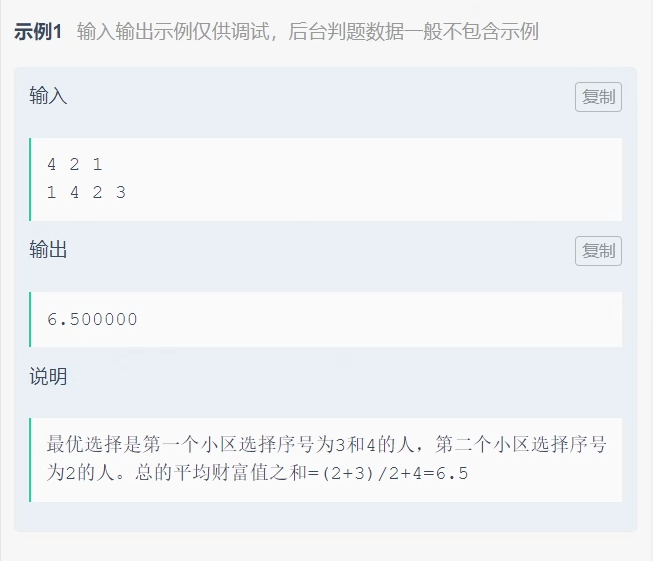 示例1 输入输出示例仅供调试，后台判题数据一般不包含示例
输入
复制
4 2 1
1 4 2 3
输出
复制
6.500000
说明
最优选择是第一个小区选择序号为3和4的人，第二个小区选择序号
为2的人。总的平均财富值之和=(2+3)/2+4=6.5